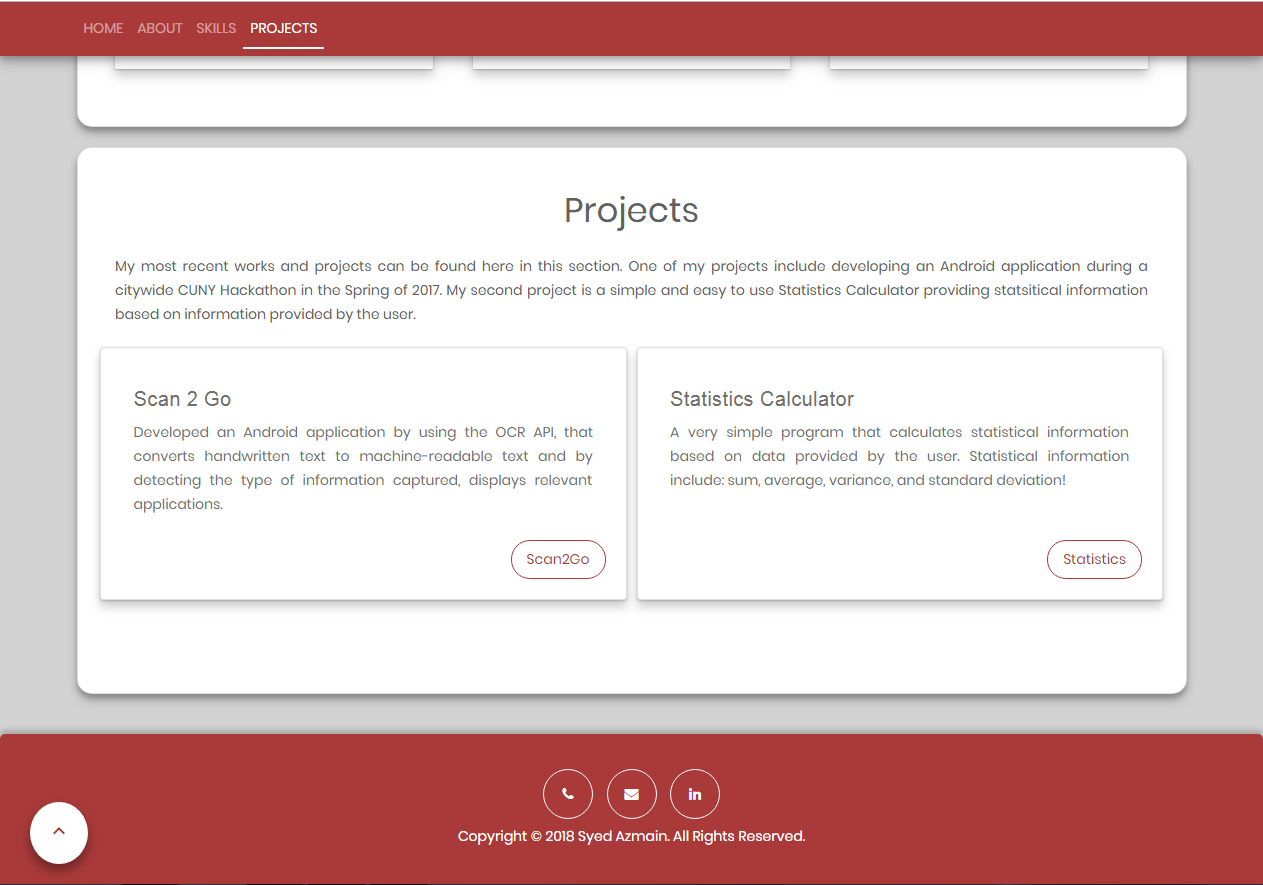 HOME ABOUT SKILLS PROJECTS
Projects
My most recent works and projects can be found here in this section. One of my projects include developing an Android application during a
citywide CUNY Hackathon in the Spring of 2017. My second project is a simple and easy to use Statistics Calculator providing statsitical information
based on information provided by the user.
Scan 2 Go
Developed an Android application by using the OCR API, that
converts handwritten text to machine-readable text and by
detecting the type of information captured, displays relevant
applications.
Scan2Go
Statistics Calculator
A very simple program that calculates statistical information
based on data provided by the user. Statistical information
include: sum, average, variance, and standard deviation!
Statistics
in
Copyright © 2018 Syed Azmain. All Rights Reserved.